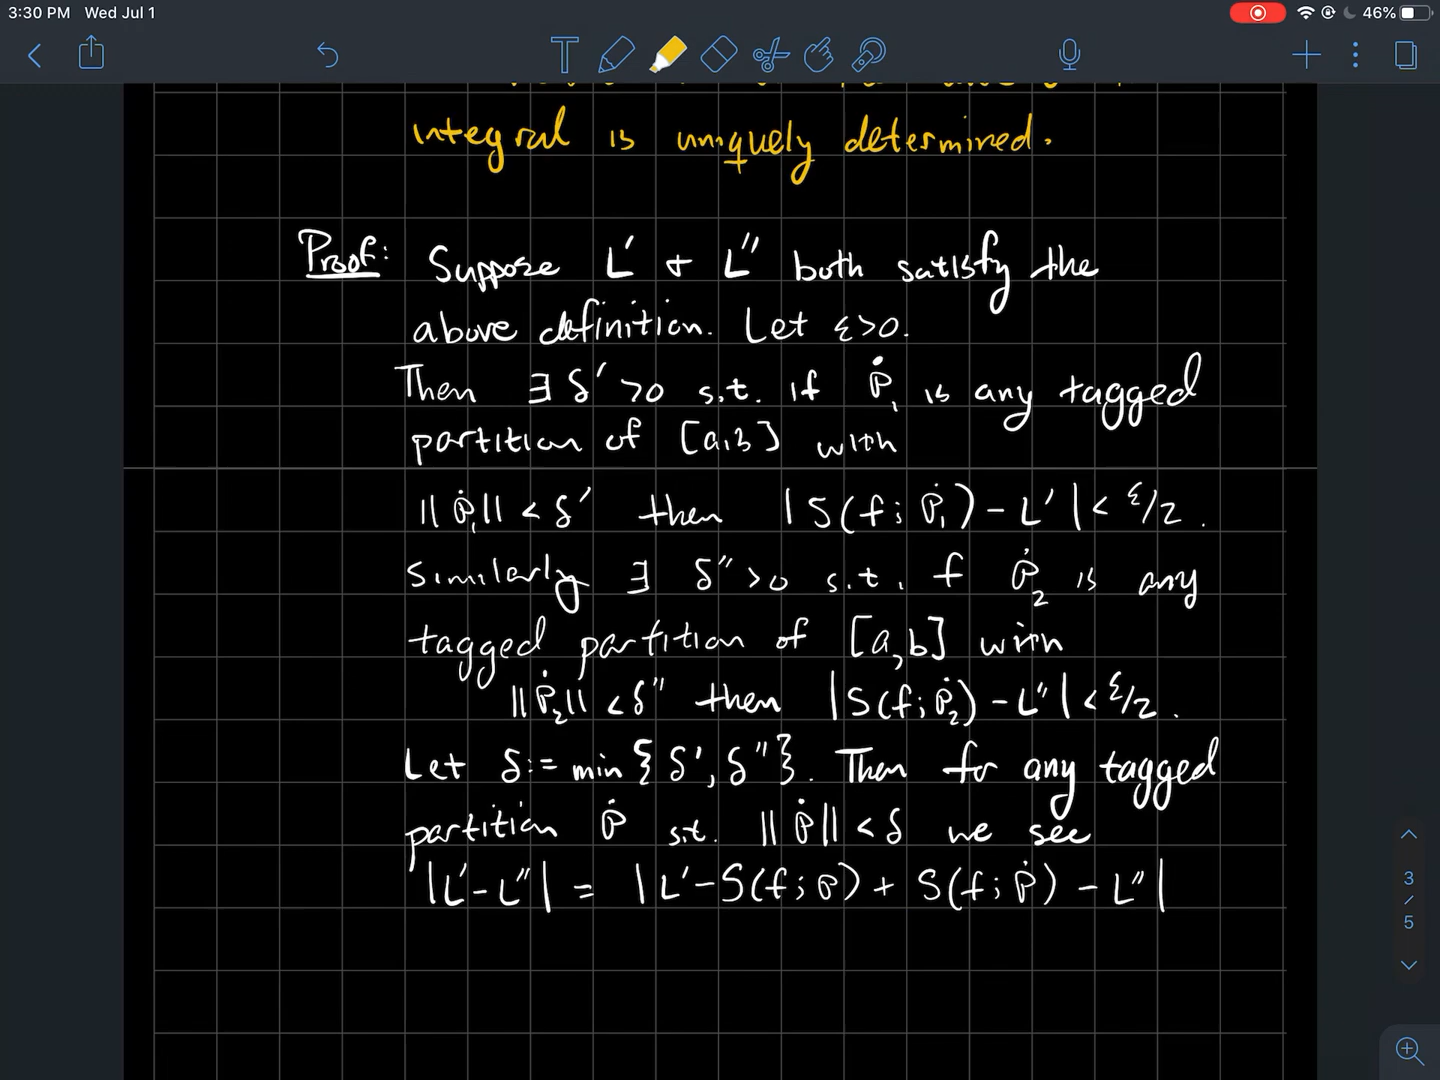 3:30 PM Wed Jul 1
46%
integral is uniquely determined.
Proof: Suppose L' & L'' both satisfy the
above definition. Let ε>0.
Then ∃ δ' >0 s.t. if Ṗ₁ is any tagged
partition of [a,b] with
||Ṗ₁|| < δ' then |S(f; Ṗ₁) - L'| < ε/2.
Similarly ∃ δ'' >0 s.t. f Ṗ₂ is any
tagged partition of [a,b] with
||Ṗ₂|| < δ'' then |S(f; Ṗ₂) - L''| < ε/2.
Let δ := min {δ', δ''}. Then for any tagged
partition Ṗ s.t. ||Ṗ|| < δ we see
|L' - L''| = |L' - S(f; P) + S(f; Ṗ) - L''|
3
/
5